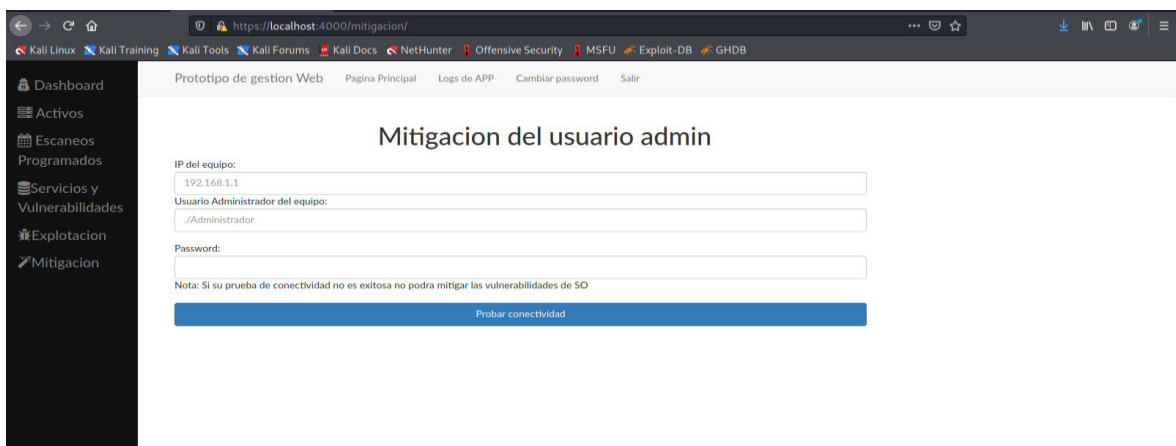 https://localhost:4000/mitigacion/
Kali Linux Kali Training Kali Tools Kali Forums Kali Docs NetHunter Offensive Security MSFU Exploit-DB GHDB
Prototipo de gestion Web Pagina Principal Logs de APP Cambiar password Salir
Dashboard
Activos
Escaneos
Programados
Servicios y
Vulnerabilidades
Explotacion
Mitigacion
Mitigacion del usuario admin
IP del equipo:
192.168.1.1
Usuario Administrador del equipo:
./Administrador
Password:
Nota: Si su prueba de conectividad no es exitosa no podra mitigar las vulnerabilidades de SO
Probar conectividad